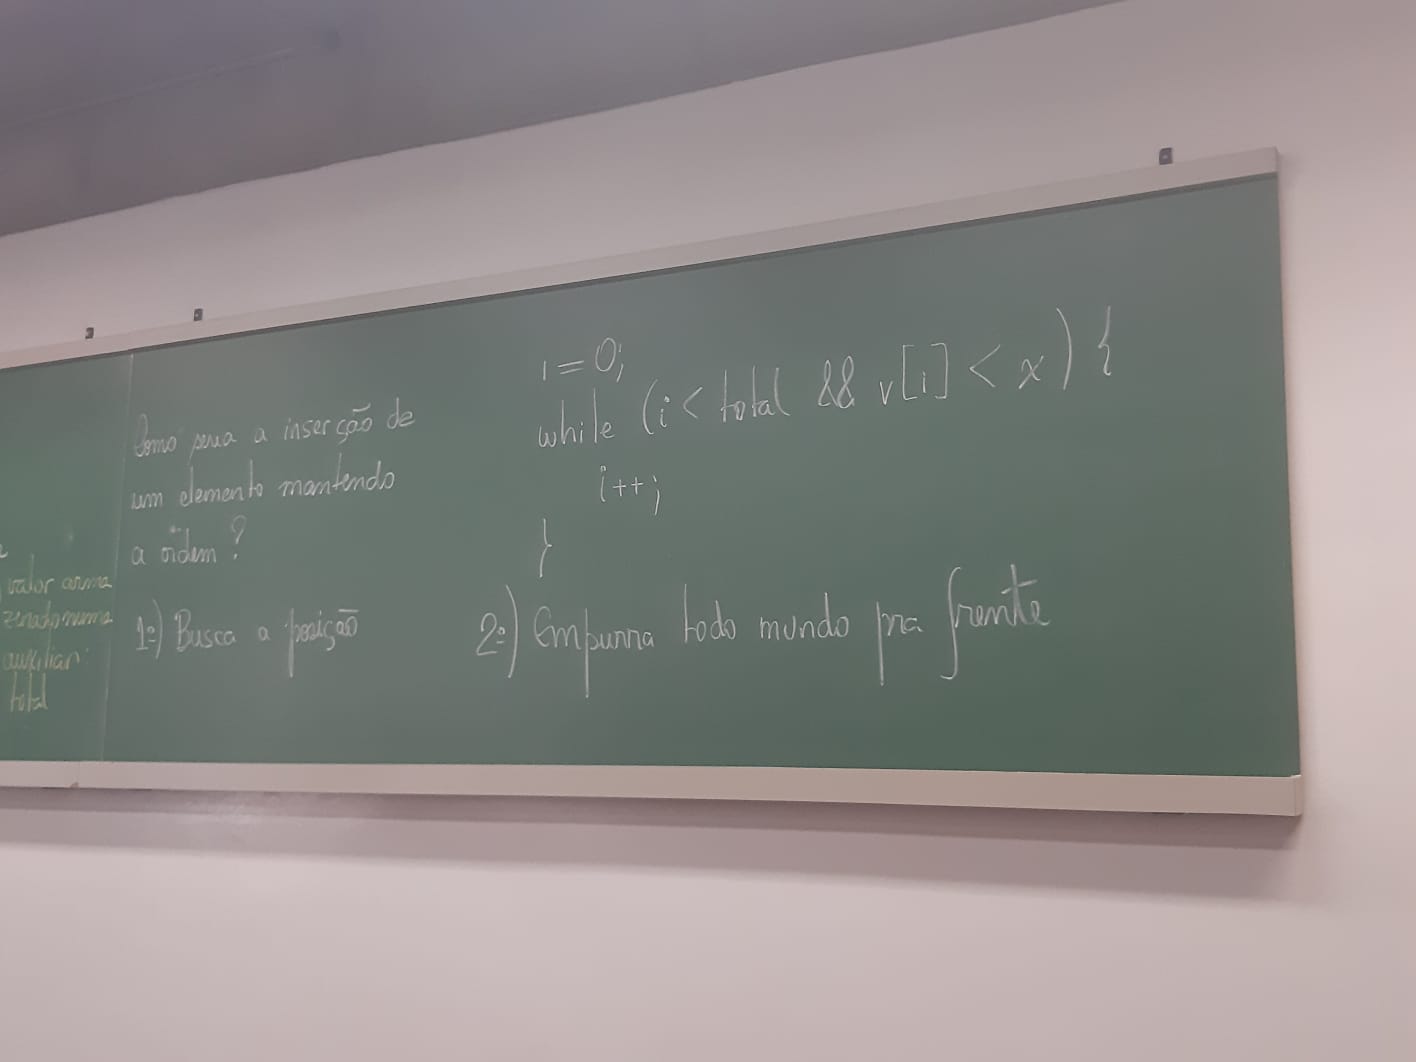 valor arma
zenado numa
auxiliar:
total
Como seria a inserção de
um elemento mantendo
a ordem?
1º) Busca a posição
i = 0;
while (i < total && v[i] < x) {
i++;
}
2º) Empurra todo mundo pra frente